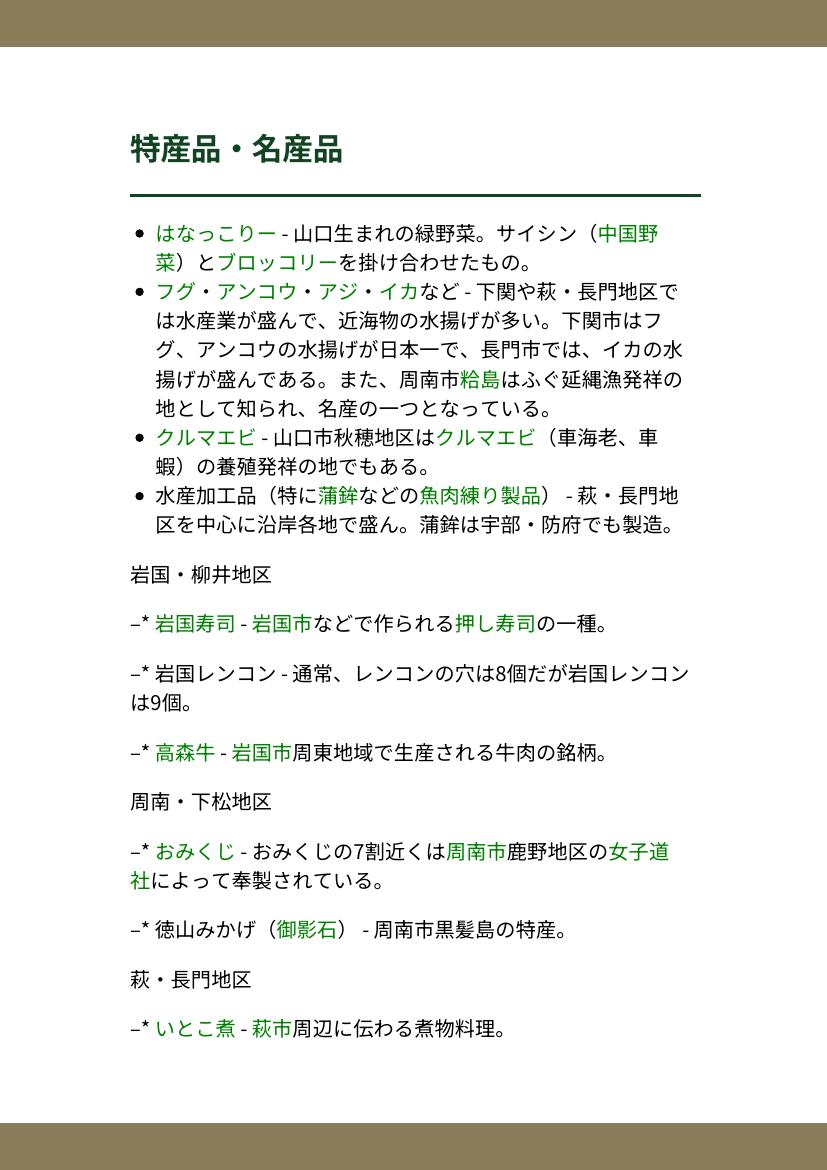 特産品・名産品
• はなっこりー - 山口生まれの緑野菜。サイシン（中国野
菜）とブロッコリーを掛け合わせたもの。
• フグ・アンコウ・アジ・イカなど - 下関や萩・長門地区で
は水産業が盛んで、近海物の水揚げが多い。下関市はフ
グ、アンコウの水揚げが日本一で、長門市では、イカの水
揚げが盛んである。また、周南市粭島はふぐ延縄漁発祥の
地として知られ、名産の一つとなっている。
• クルマエビ - 山口市秋穂地区はクルマエビ（車海老、車
蝦）の養殖発祥の地でもある。
• 水産加工品（特に蒲鉾などの魚肉練り製品） - 萩・長門地
区を中心に沿岸各地で盛ん。蒲鉾は宇部・防府でも製造。
岩国・柳井地区
–* 岩国寿司 - 岩国市などで作られる押し寿司の一種。
–* 岩国レンコン - 通常、レンコンの穴は8個だが岩国レンコン
は9個。
–* 高森牛 - 岩国市周東地域で生産される牛肉の銘柄。
周南・下松地区
–* おみくじ - おみくじの7割近くは周南市鹿野地区の女子道
社によって奉製されている。
–* 徳山みかげ（御影石） - 周南市黒髪島の特産。
萩・長門地区
–* いとこ煮 - 萩市周辺に伝わる煮物料理。